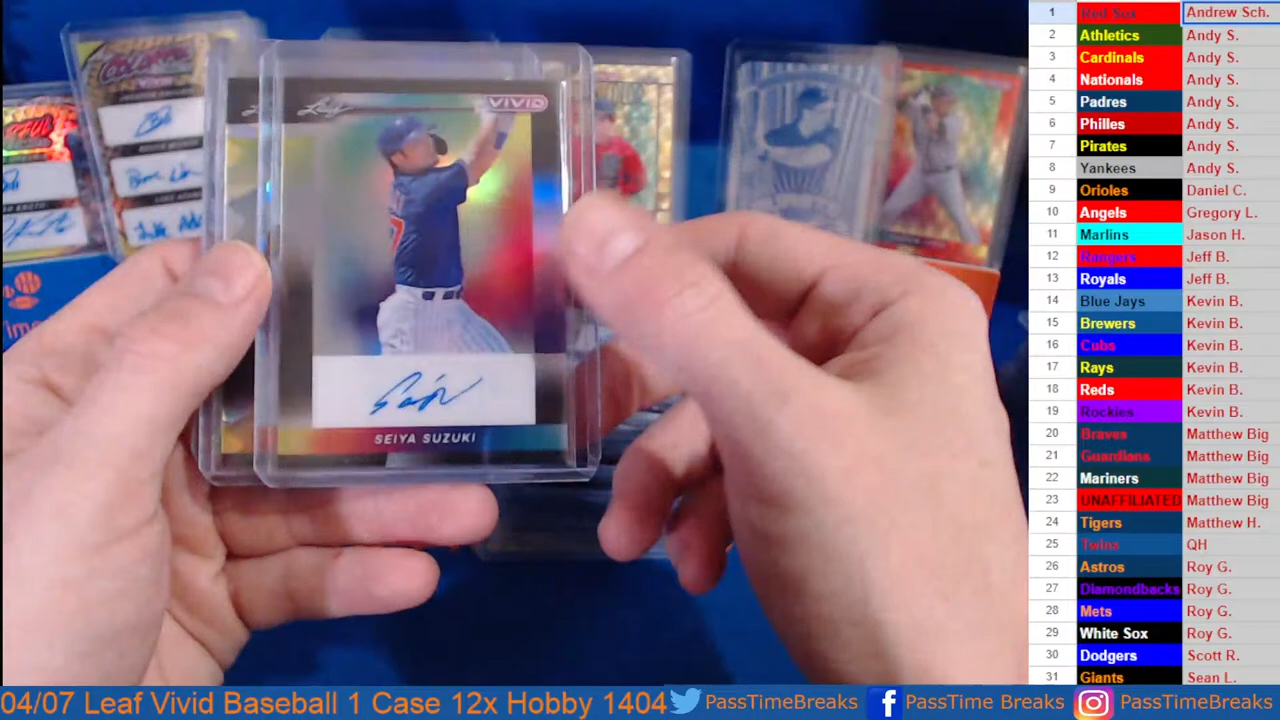 Leaf
VIVID
SEIYA SUZUKI
1 Red Sox Andrew Sch.
2 Athletics Andy S.
3 Cardinals Andy S.
4 Nationals Andy S.
5 Padres Andy S.
6 Philles Andy S.
7 Pirates Andy S.
8 Yankees Andy S.
9 Orioles Daniel C.
10 Angels Gregory L.
11 Marlins Jason H.
12 Rangers Jeff B.
13 Royals Jeff B.
14 Blue Jays Kevin B.
15 Brewers Kevin B.
16 Cubs Kevin B.
17 Rays Kevin B.
18 Reds Kevin B.
19 Rockies Kevin B.
20 Braves Matthew Big
21 Guardians Matthew Big
22 Mariners Matthew Big
23 UNAFFILIATED Matthew Big
24 Tigers Matthew H.
25 Twins QH
26 Astros Roy G.
27 Diamondbacks Roy G.
28 Mets Roy G.
29 White Sox Roy G.
30 Dodgers Scott R.
31 Giants Sean L.
04/07 Leaf Vivid Baseball 1 Case 12x Hobby 1404 PassTimeBreaks PassTime Breaks PassTimeBreaks